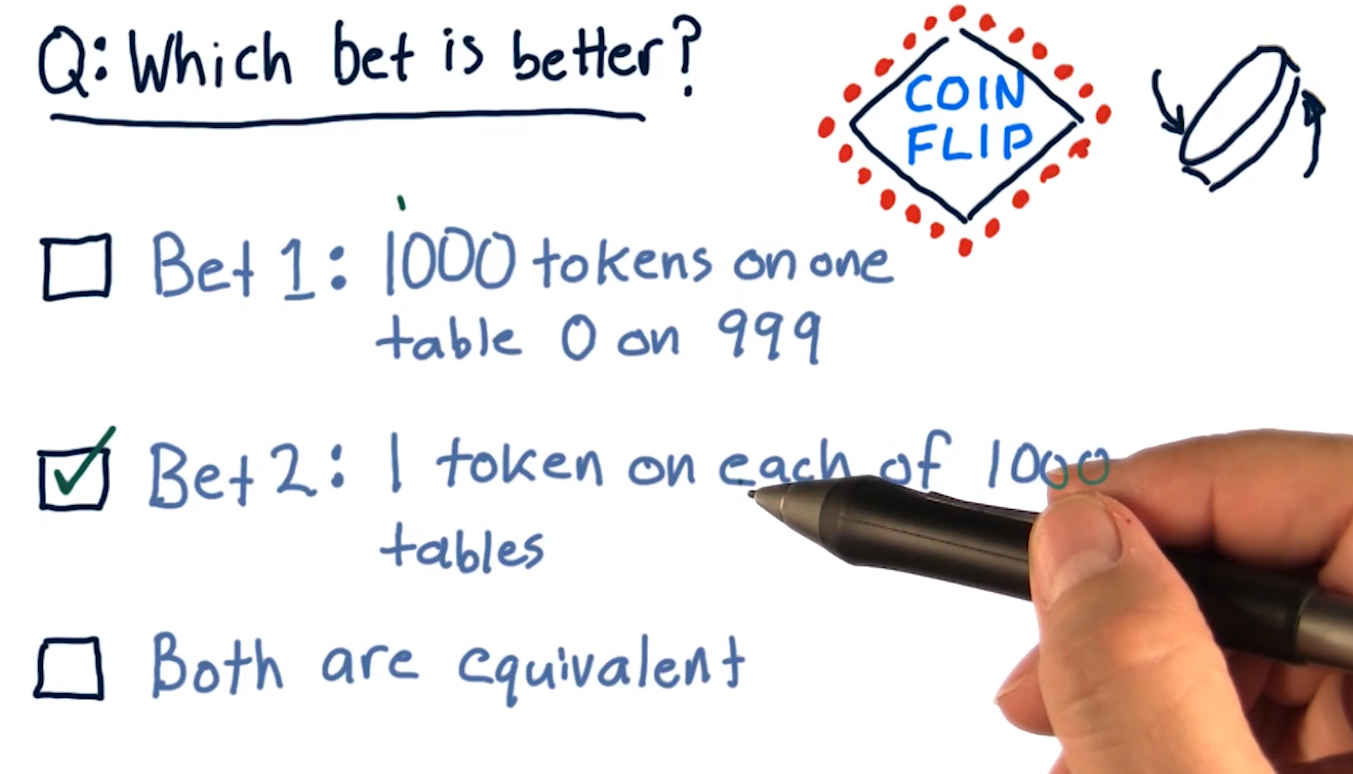 Q: Which bet is better?
COIN
FLIP
Bet 1: 1000 tokens on one
table 0 on 999
Bet 2: 1 token on each of 1000
tables
Both are equivalent